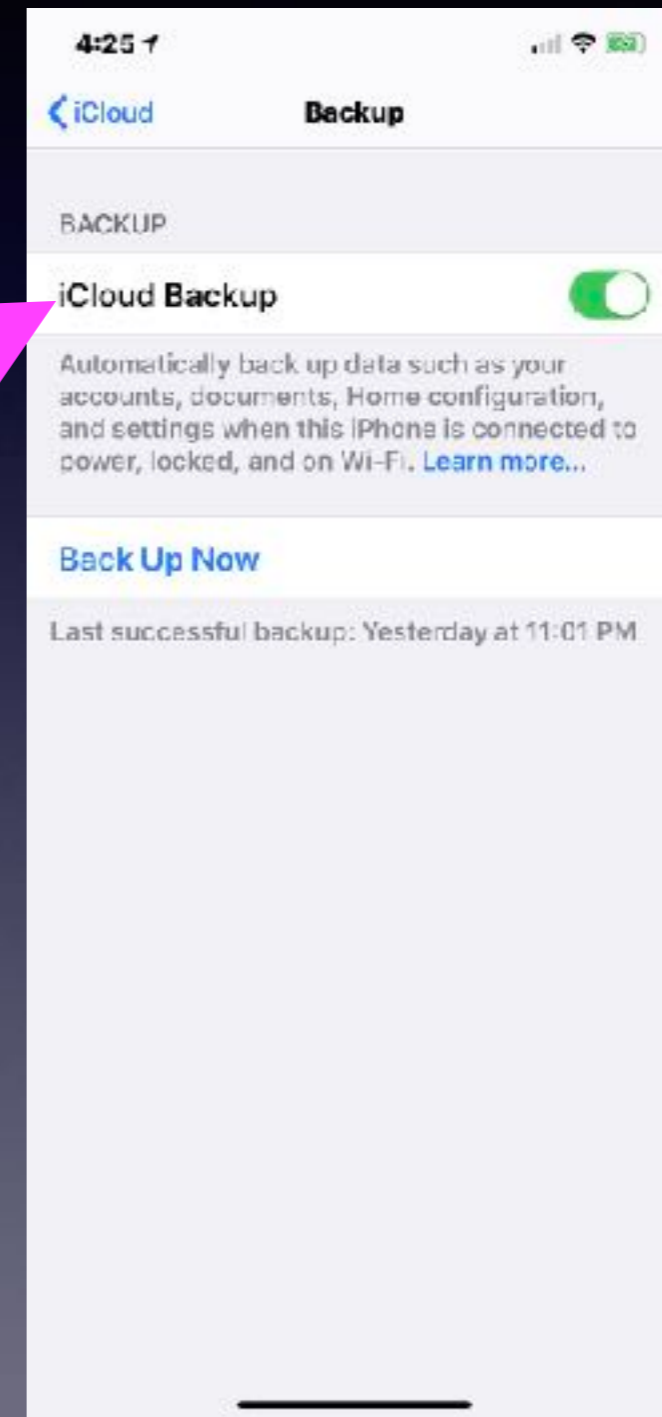 4:25
iCloud
Backup
BACKUP
iCloud Backup
Automatically back up data such as your
accounts, documents, Home configuration,
and settings when this iPhone is connected to
power, locked, and on Wi-Fi. Learn more...
Back Up Now
Last successful backup: Yesterday at 11:01 PM